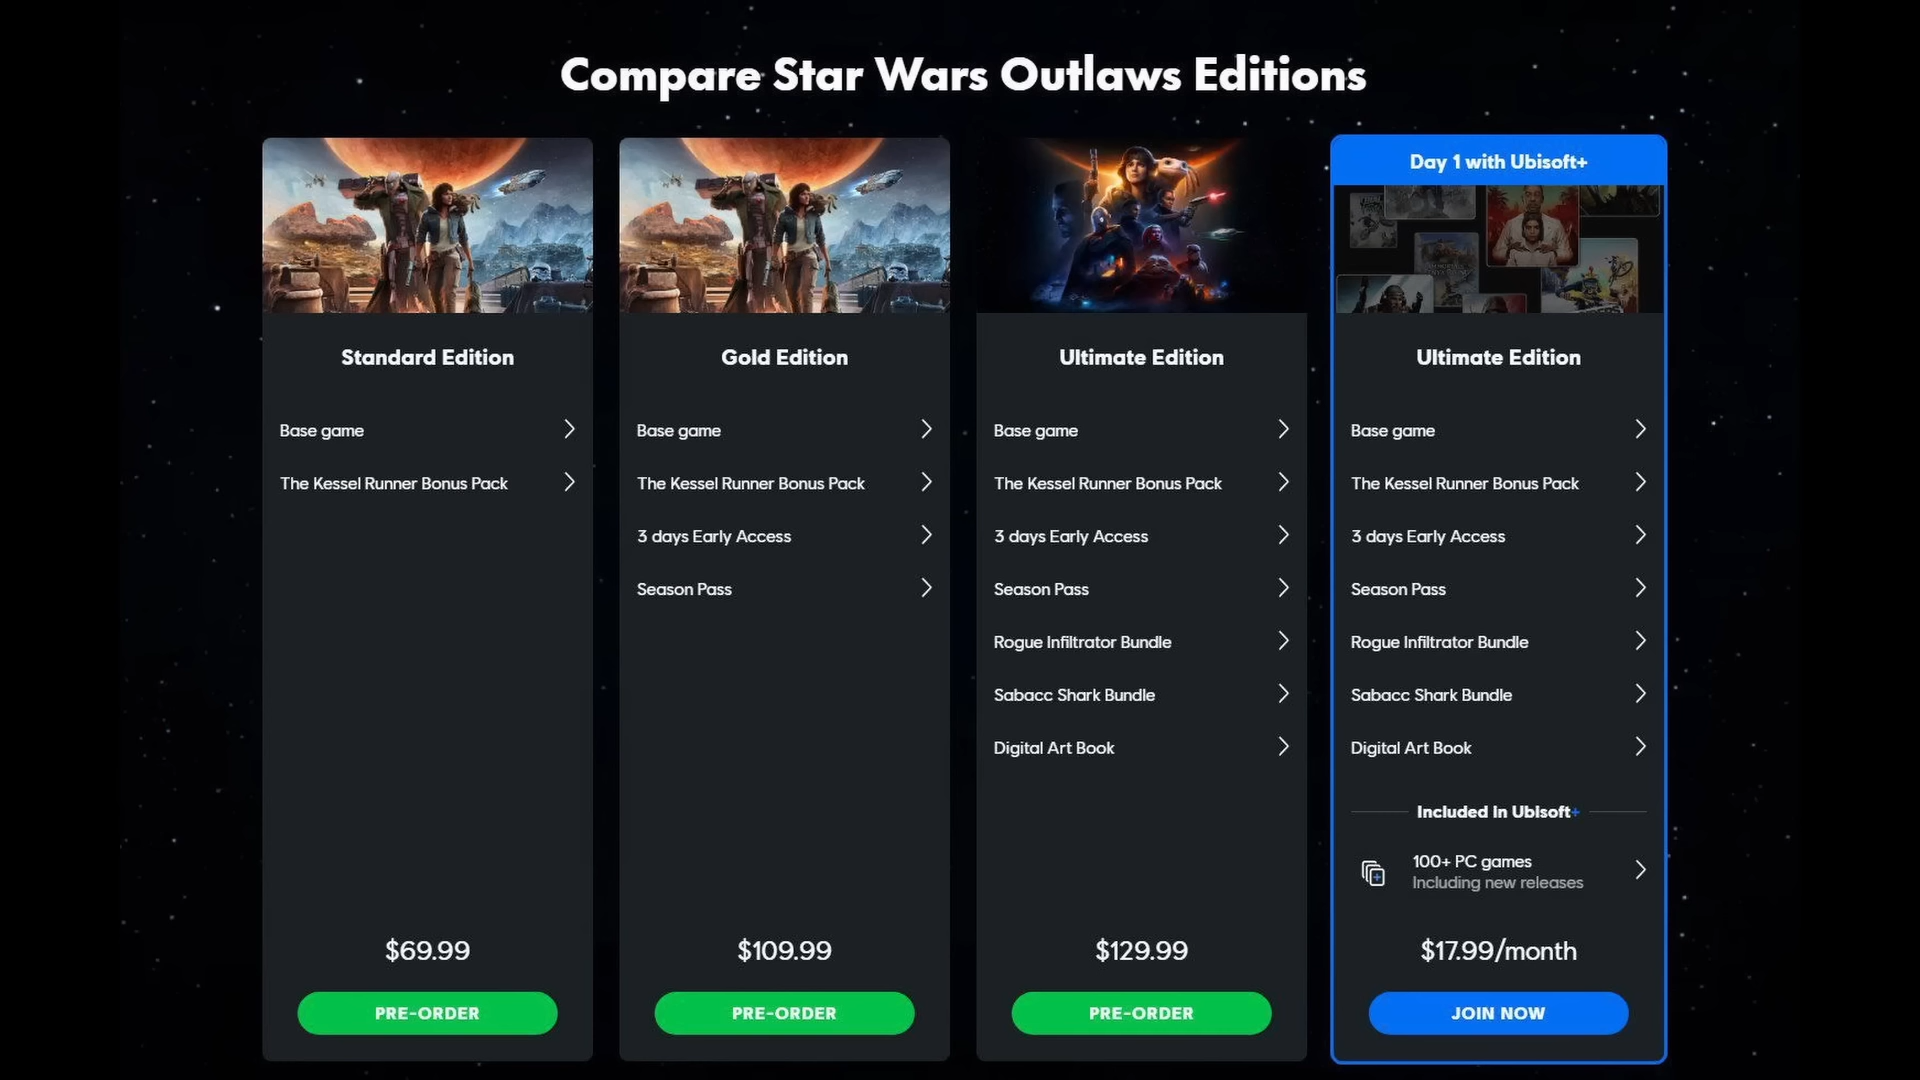 Compare Star Wars Outlaws Editions
Standard Edition
Base game
The Kessel Runner Bonus Pack
$69.99
PRE-ORDER
Gold Edition
Base game
The Kessel Runner Bonus Pack
3 days Early Access
Season Pass
$109.99
PRE-ORDER
Ultimate Edition
Base game
The Kessel Runner Bonus Pack
3 days Early Access
Season Pass
Rogue Infiltrator Bundle
Sabacc Shark Bundle
Digital Art Book
$129.99
PRE-ORDER
Day 1 with Ubisoft+
Ultimate Edition
Base game
The Kessel Runner Bonus Pack
3 days Early Access
Season Pass
Rogue Infiltrator Bundle
Sabacc Shark Bundle
Digital Art Book
Included in Ubisoft+
100+ PC games
Including new releases
$17.99/month
JOIN NOW